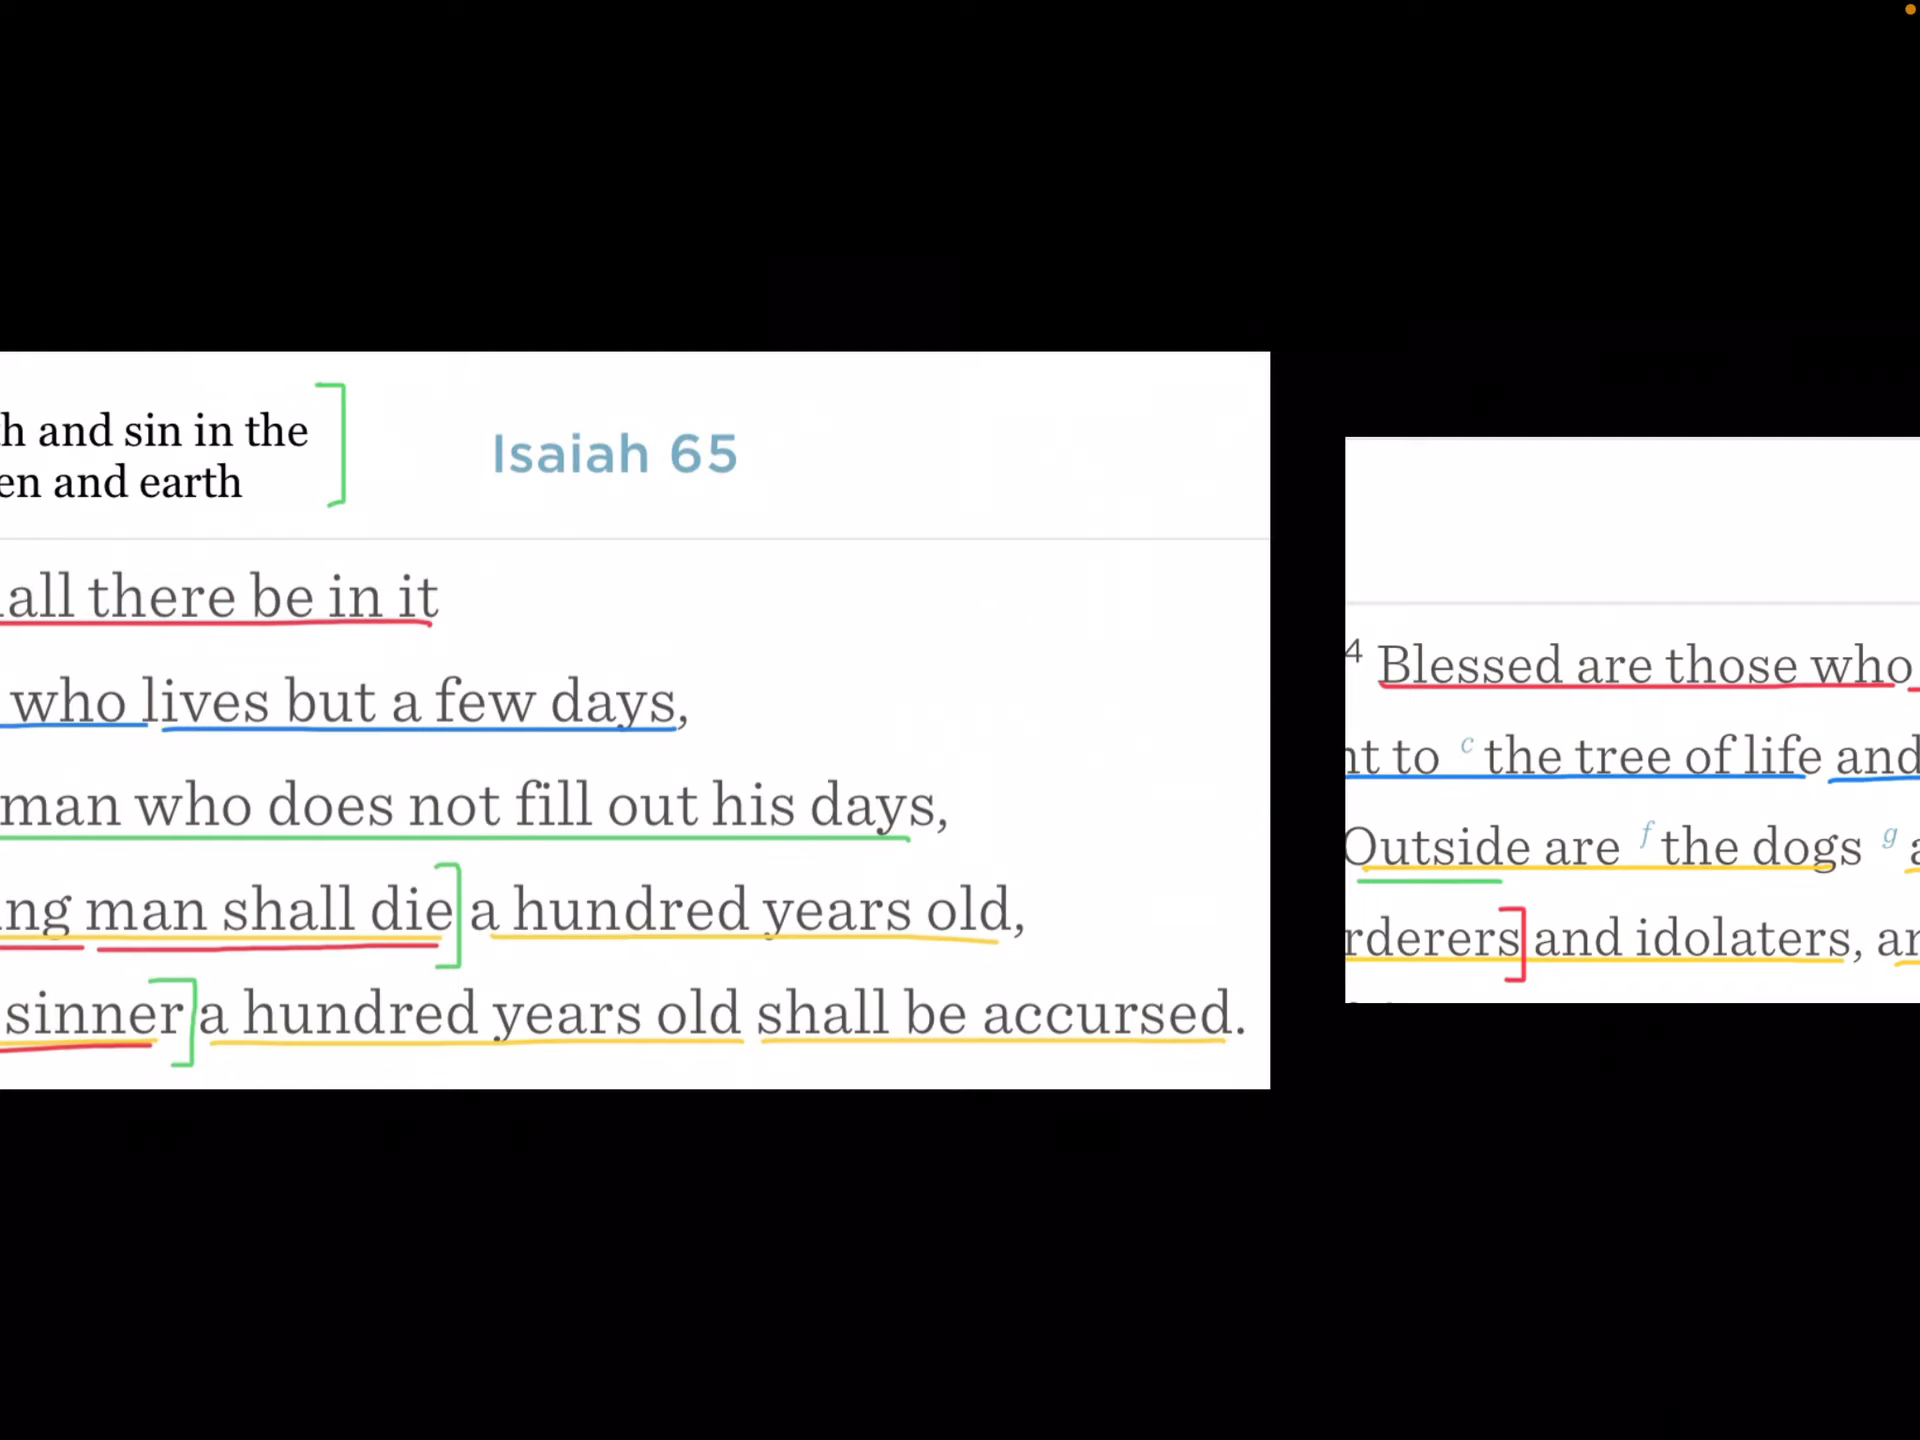 h and sin in the
en and earth
Isaiah 65
all there be in it
who lives but a few days,
man who does not fill out his days,
ng man shall die a hundred years old,
sinner a hundred years old shall be accursed.
4 Blessed are those who
nt to c the tree of life and
Outside are f the dogs g a
rderers and idolaters, ar